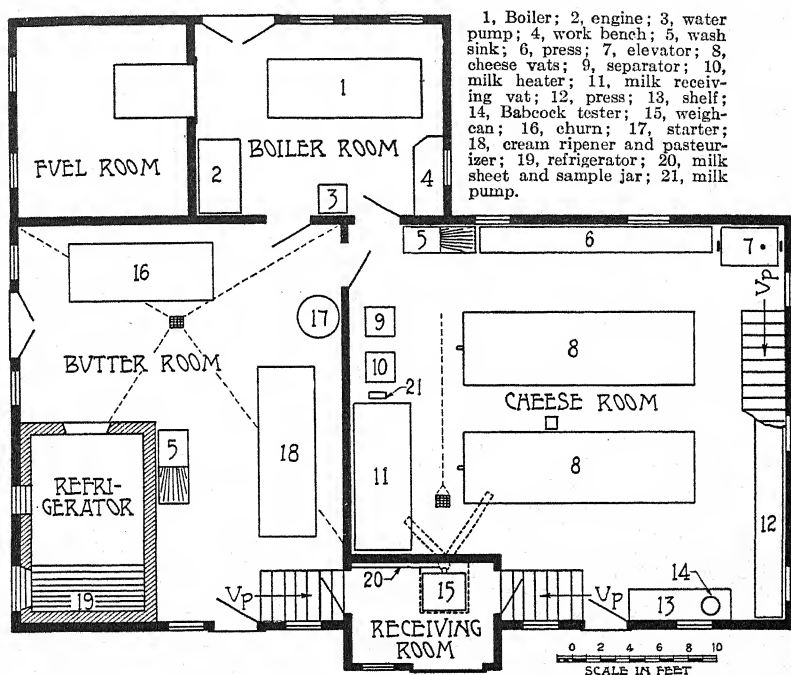 1, Boiler; 2, engine; 3, water
pump; 4, work bench; 5, wash
sink; 6, press; 7, elevator; 8,
cheese vats; 9, separator; 10,
milk heater; 11, milk receiv-
ing vat; 12, press; 13, shelf;
14, Babcock tester; 15, weigh-
can; 16, churn; 17, starter;
18, cream ripener and pasteur-
izer; 19, refrigerator; 20, milk
sheet and sample jar; 21, milk
pump.
1
FUEL ROOM
BOILER ROOM
2
3
4
5
6
7
Up
16
17
9
8
BUTTER ROOM
10
21
CHEESE ROOM
5
18
11
8
REFRI-
GERATOR
12
19
Up
20
15
Up
14
13
RECEIVING
ROOM
0 2 4 6 8 10
SCALE IN FEET